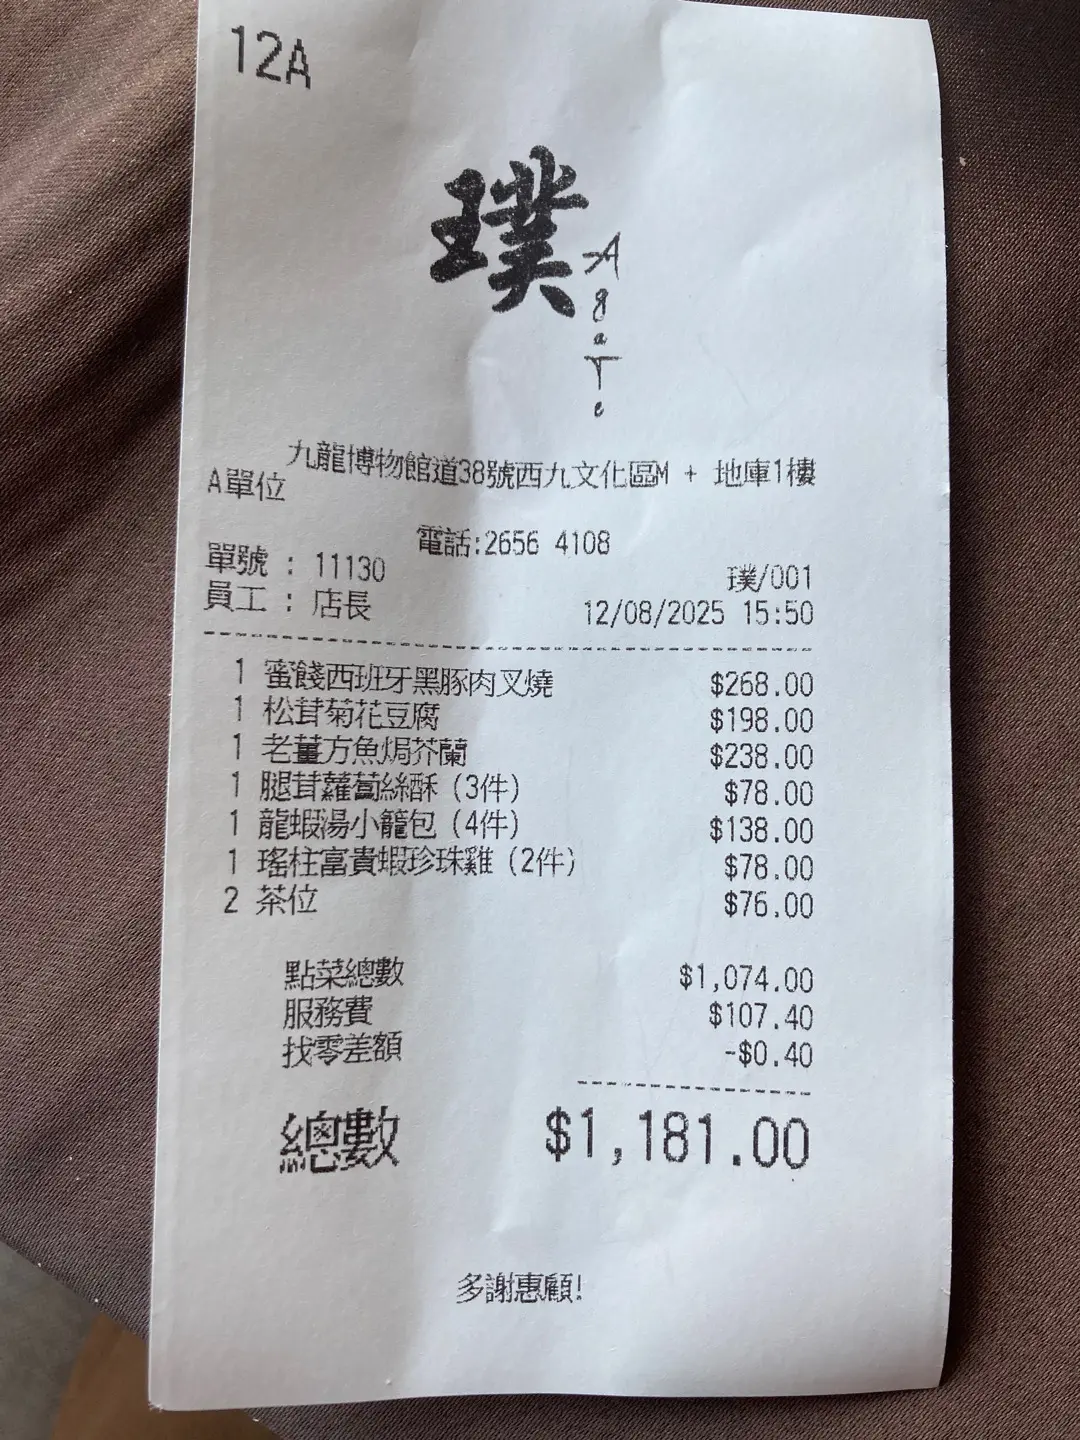 12A
璞
Agate
九龍博物館道38號西九文化區M + 地庫1樓
A單位
電話:2656 4108
單號 : 11130
璞/001
員工 : 店長
12/08/2025 15:50
1 蜜餞西班牙黑豚肉叉燒 $268.00
1 松茸菊花豆腐 $198.00
1 老薑方魚焗芥蘭 $238.00
1 腿茸蘿蔔絲酥 (3件) $78.00
1 龍蝦湯小籠包 (4件) $138.00
1 瑤柱富貴蝦珍珠雞 (2件) $78.00
2 茶位 $76.00
點菜總數 $1,074.00
服務費 $107.40
找零差額 -$0.40
總數 $1,181.00
多謝惠顧!